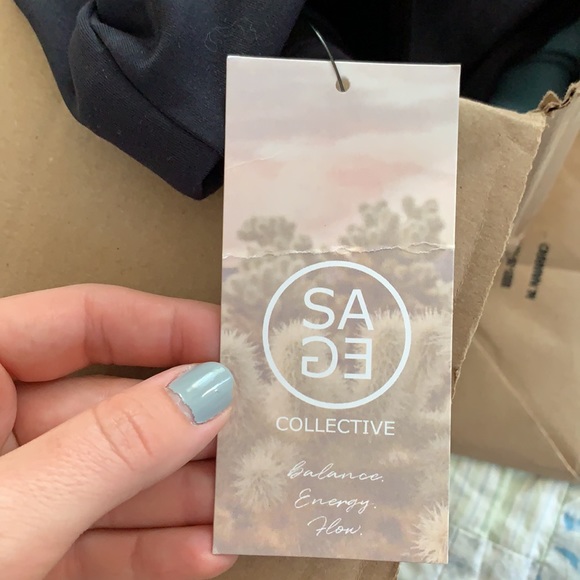 SA
GE
COLLECTIVE
Balance.
Energy.
Flow.